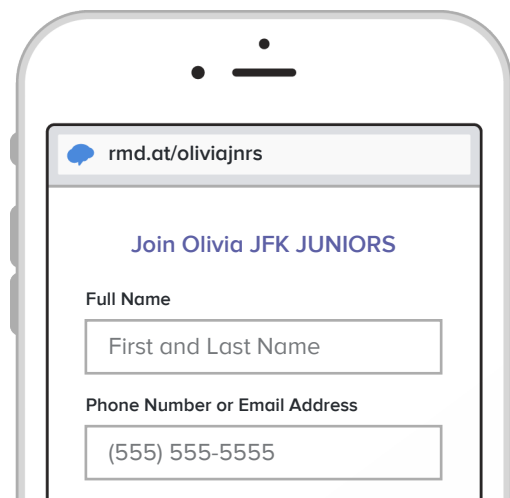 rmd.at/oliviajnrs
Join Olivia JFK JUNIORS
Full Name
First and Last Name
Phone Number or Email Address
(555) 555-5555